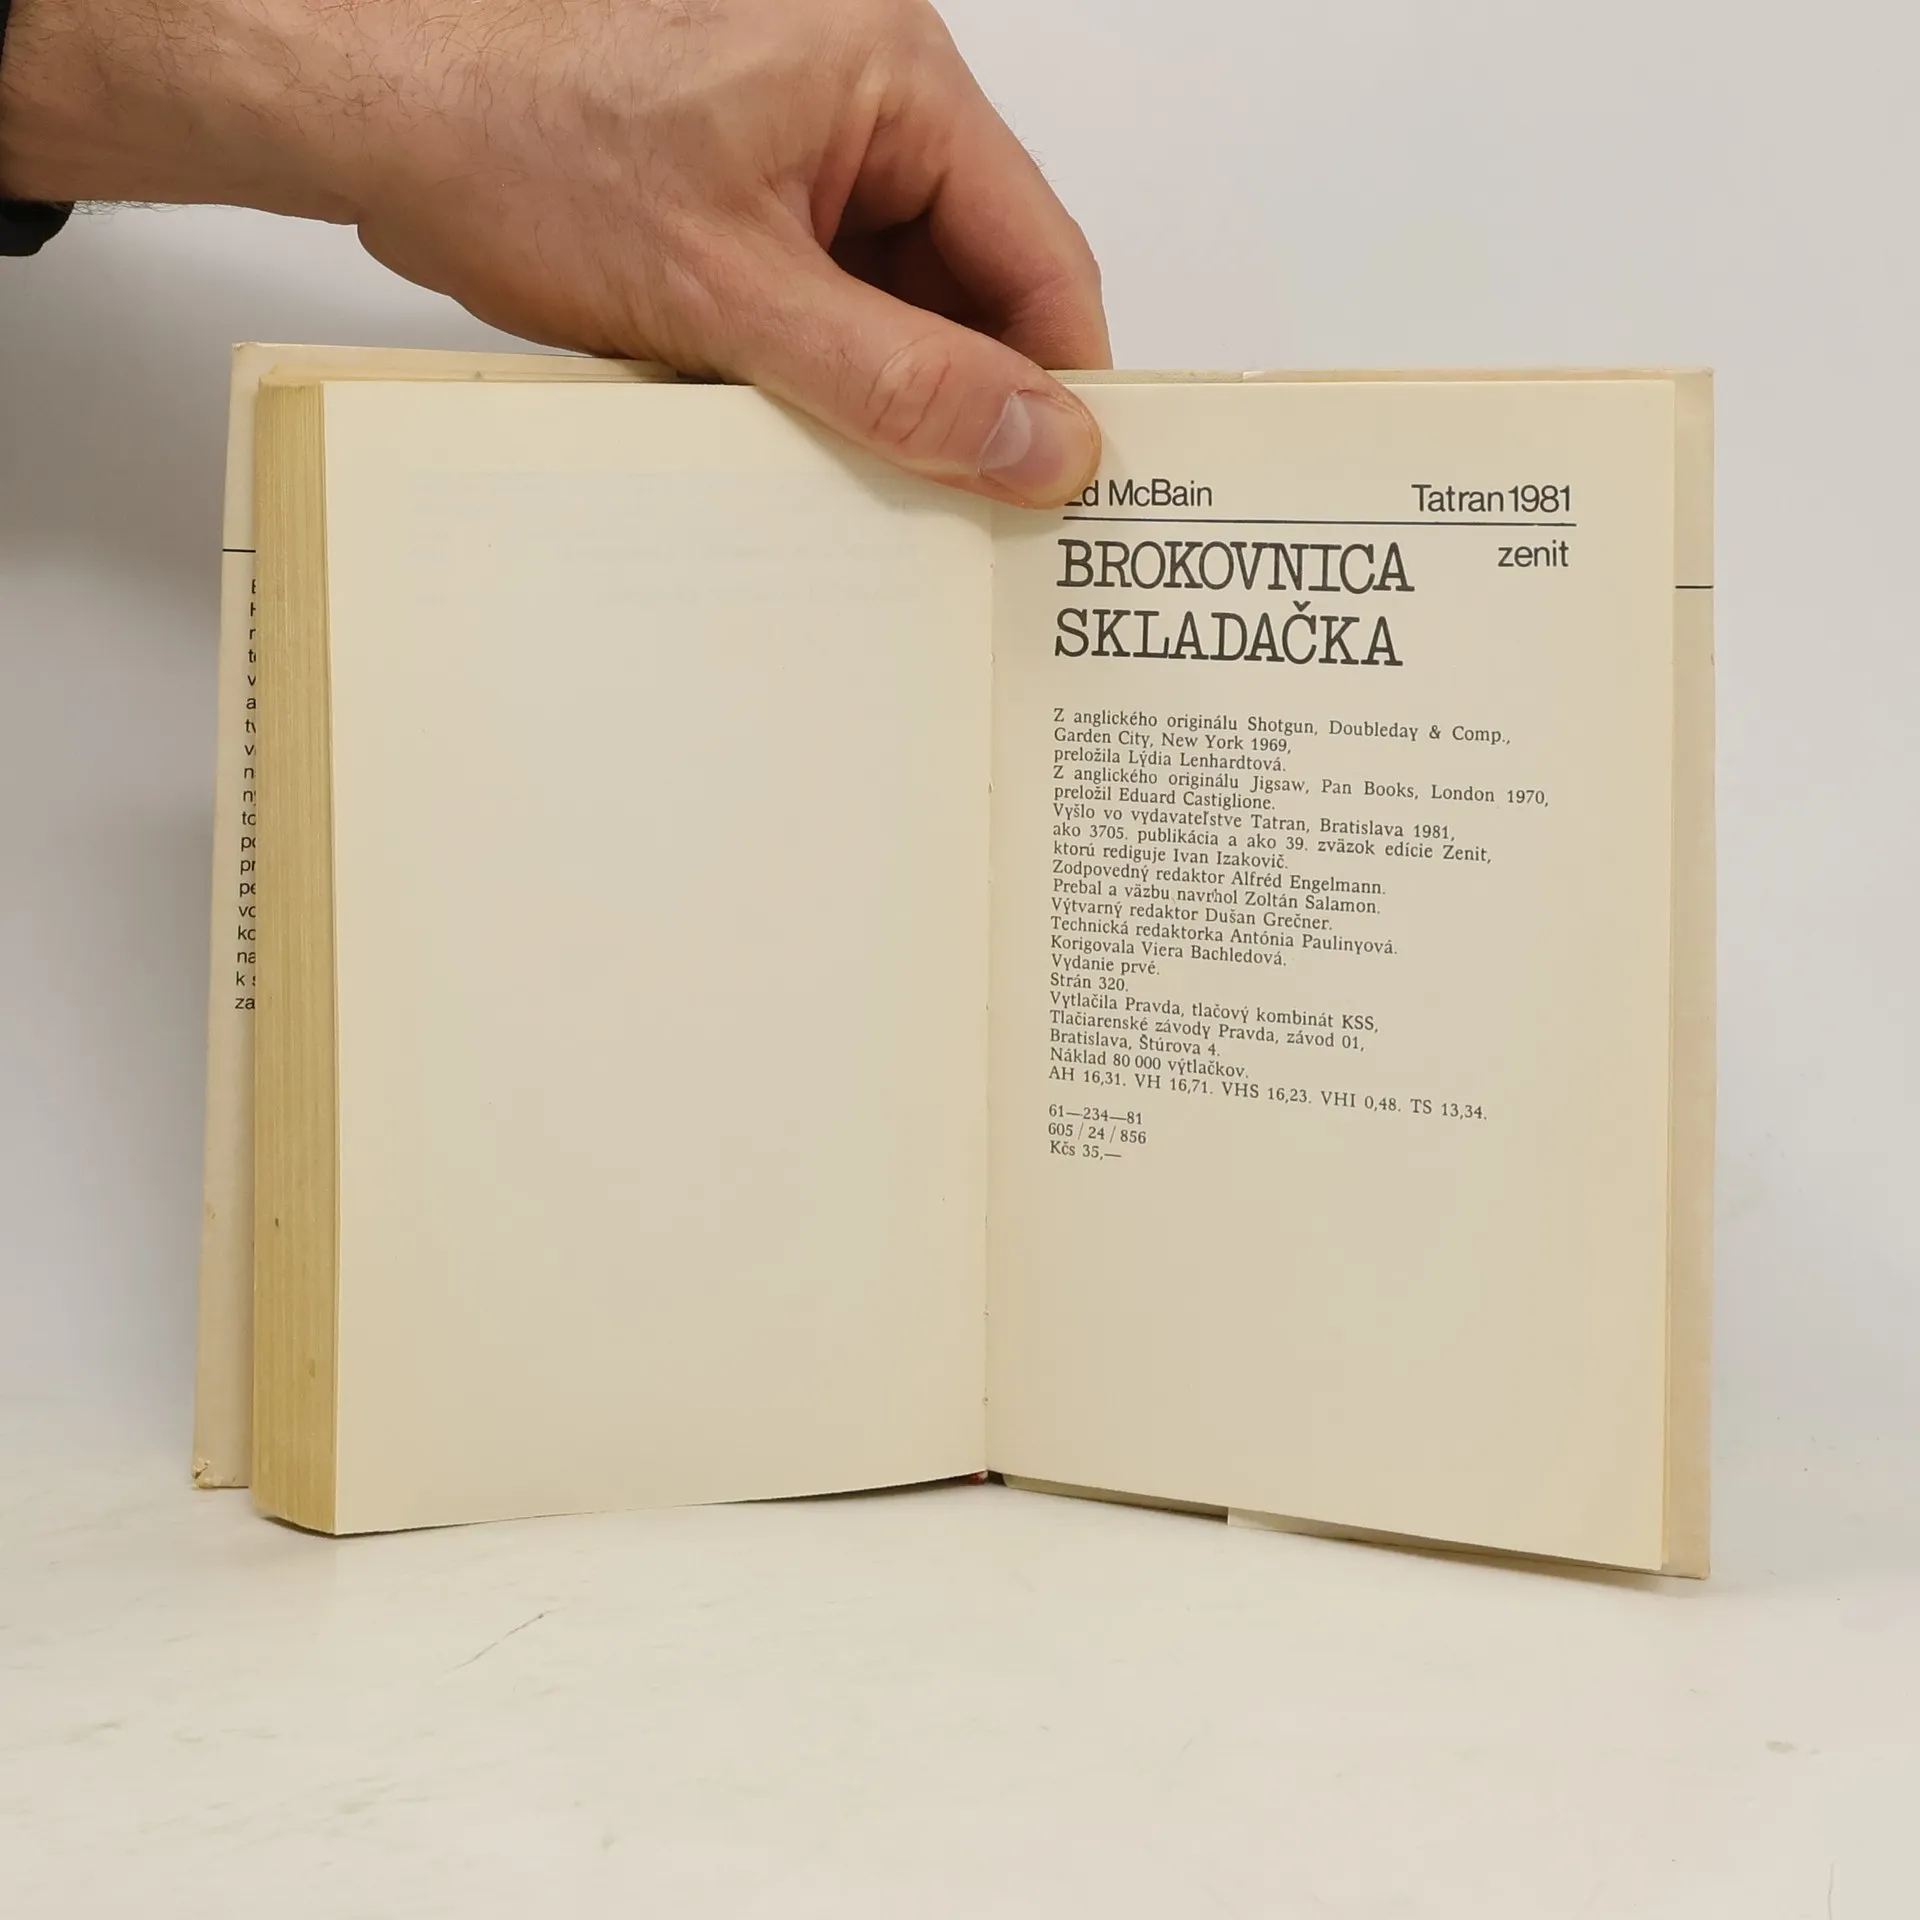 Ed McBain Tatran 1981
BROKOVNICA zenit
SKLADAČKA
Z anglického originálu Shotgun, Doubleday & Comp.,
Garden City, New York 1969,
preložila Lýdia Lenhardtová.
Z anglického originálu Jigsaw, Pan Books, London 1970,
preložil Eduard Castiglione.
Vyšlo vo vydavateľstve Tatran, Bratislava 1981,
ako 3705. publikácia a ako 39. zväzok edície Zenit,
ktorú rediguje Ivan Izakovič.
Zodpovedný redaktor Alfréd Engelmann.
Prebal a väzbu navrhol Zoltán Salamon.
Výtvarný redaktor Dušan Grečner.
Technická redaktorka Antónia Paulinyová.
Korigovala Viera Bachledová.
Vydanie prvé.
Strán 320.
Vytlačila Pravda, tlačový kombinát KSS,
Tlačiarenské závody Pravda, závod 01,
Bratislava, Štúrova 4.
Náklad 80 000 výtlačkov.
AH 16,31. VH 16,71. VHS 16,23. VHI 0,48. TS 13,34.
61—234—81
605 / 24 / 856
Kčs 35,—